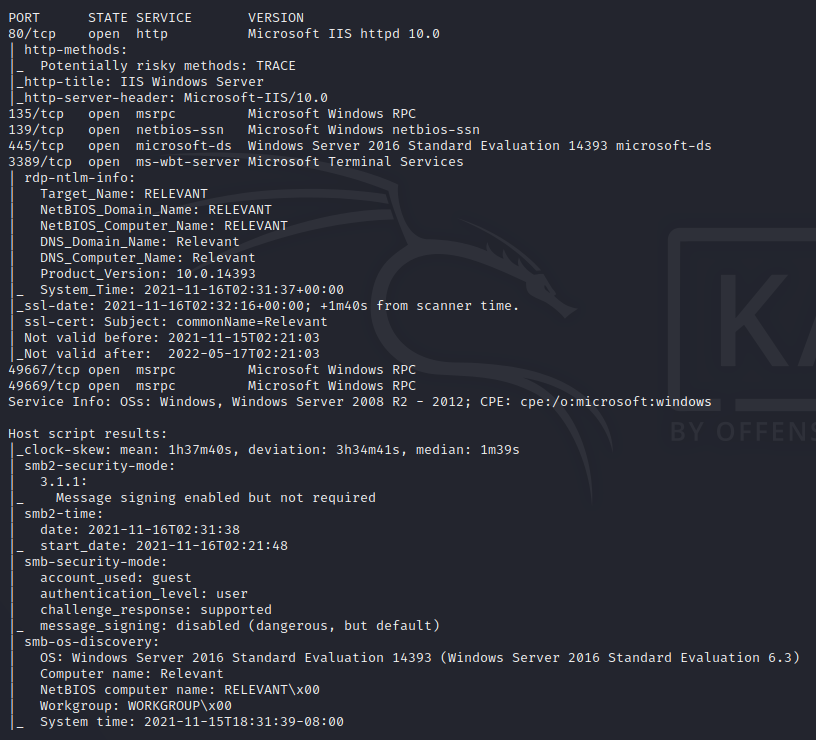 PORT      STATE SERVICE       VERSION
80/tcp    open  http          Microsoft IIS httpd 10.0
| http-methods:
|_  Potentially risky methods: TRACE
|_http-title: IIS Windows Server
|_http-server-header: Microsoft-IIS/10.0
135/tcp   open  msrpc         Microsoft Windows RPC
139/tcp   open  netbios-ssn   Microsoft Windows netbios-ssn
445/tcp   open  microsoft-ds  Windows Server 2016 Standard Evaluation 14393 microsoft-ds
3389/tcp  open  ms-wbt-server Microsoft Terminal Services
| rdp-ntlm-info:
|   Target_Name: RELEVANT
|   NetBIOS_Domain_Name: RELEVANT
|   NetBIOS_Computer_Name: RELEVANT
|   DNS_Domain_Name: Relevant
|   DNS_Computer_Name: Relevant
|   Product_Version: 10.0.14393
|_  System_Time: 2021-11-16T02:31:37+00:00
|_ssl-date: 2021-11-16T02:32:16+00:00; +1m40s from scanner time.
| ssl-cert: Subject: commonName=Relevant
| Not valid before: 2021-11-15T02:21:03
|_Not valid after:  2022-05-17T02:21:03
49667/tcp open  msrpc         Microsoft Windows RPC
49669/tcp open  msrpc         Microsoft Windows RPC
Service Info: OSs: Windows, Windows Server 2008 R2 - 2012; CPE: cpe:/o:microsoft:windows
Host script results:
|_clock-skew: mean: 1h37m40s, deviation: 3h34m41s, median: 1m39s
| smb2-security-mode:
|   3.1.1:
|_    Message signing enabled but not required
| smb2-time:
|   date: 2021-11-16T02:31:38
|_  start_date: 2021-11-16T02:21:48
| smb-security-mode:
|   account_used: guest
|   authentication_level: user
|   challenge_response: supported
|_  message_signing: disabled (dangerous, but default)
| smb-os-discovery:
|   OS: Windows Server 2016 Standard Evaluation 14393 (Windows Server 2016 Standard Evaluation 6.3)
|   Computer name: Relevant
|   NetBIOS computer name: RELEVANT\x00
|   Workgroup: WORKGROUP\x00
|_  System time: 2021-11-15T18:31:39-08:00
KA
BY OFFENS